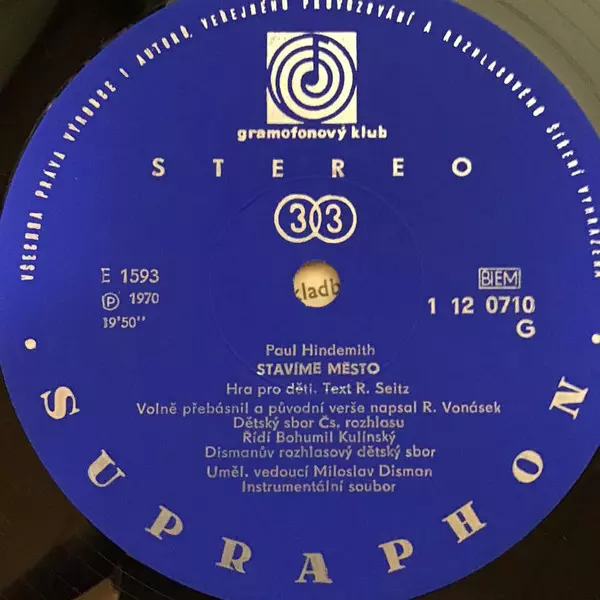 VŠECHNA PRÁVA VÝROBCE I AUTORŮ, VEŘEJNÉHO PROVOZOVÁNÍ A ROZHLASOVÉHO ŠÍŘENÍ VYHRAZENA
gramofonový klub
STEREO
33
E 1593
℗ 1970
19'50''
ladb
BIEM
1 12 0710
G
Paul Hindemith
STAVÍME MĚSTO
Hra pro děti. Text R. Seitz
Volně přebásnil a původní verše napsal R. Vonásek
Dětský sbor Čs. rozhlasu
Řídí Bohumil Kulínský
Dismanův rozhlasový dětský sbor
Uměl. vedoucí Miloslav Disman
Instrumentální soubor
• SUPRAPHON •